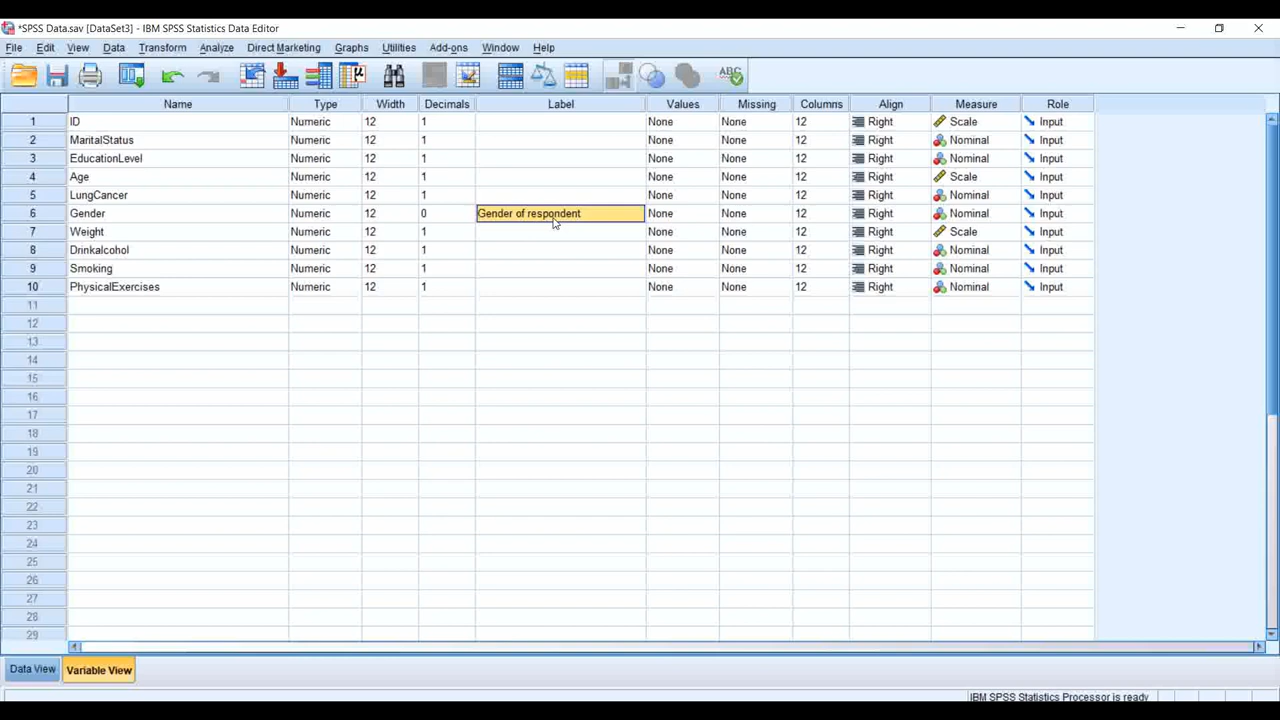 *SPSS Data.sav [DataSet3] - IBM SPSS Statistics Data Editor
File Edit View Data Transform Analyze Direct Marketing Graphs Utilities Add-ons Window Help
Name Type Width Decimals Label Values Missing Columns Align Measure Role
1 ID Numeric 12 1 None None 12 Right Scale Input
2 MaritalStatus Numeric 12 1 None None 12 Right Nominal Input
3 EducationLevel Numeric 12 1 None None 12 Right Nominal Input
4 Age Numeric 12 1 None None 12 Right Scale Input
5 LungCancer Numeric 12 1 None None 12 Right Nominal Input
6 Gender Numeric 12 0 Gender of respondent None None 12 Right Nominal Input
7 Weight Numeric 12 1 None None 12 Right Scale Input
8 Drinkalcohol Numeric 12 1 None None 12 Right Nominal Input
9 Smoking Numeric 12 1 None None 12 Right Nominal Input
10 PhysicalExercises Numeric 12 1 None None 12 Right Nominal Input
11
12
13
14
15
16
17
18
19
20
21
22
23
24
25
26
27
28
29
Data View Variable View
IBM SPSS Statistics Processor is ready